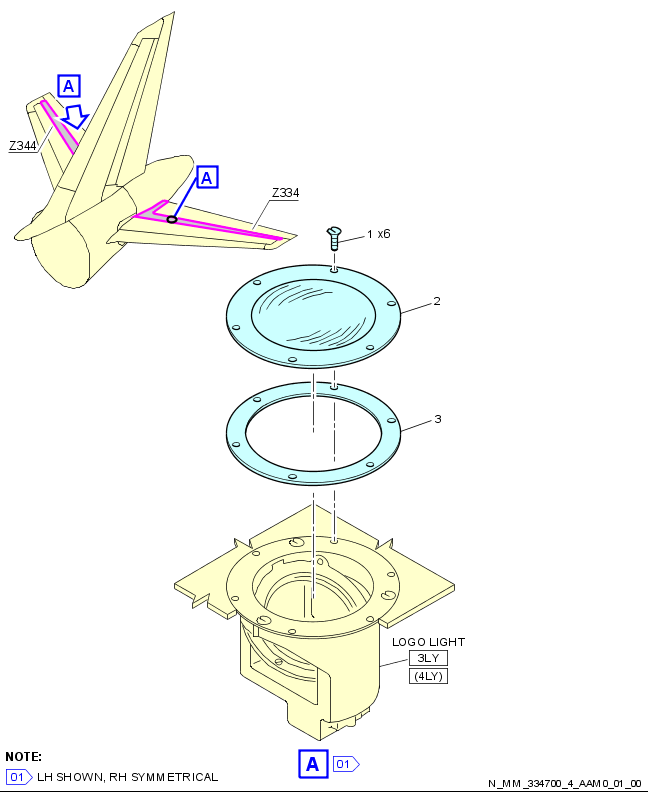 A
Z344
A
Z334
1 x6
2
3
LOGO LIGHT
3LY
(4LY)
A 01
NOTE:
01 LH SHOWN, RH SYMMETRICAL
N_MM_334700_4_AAM0_01_00